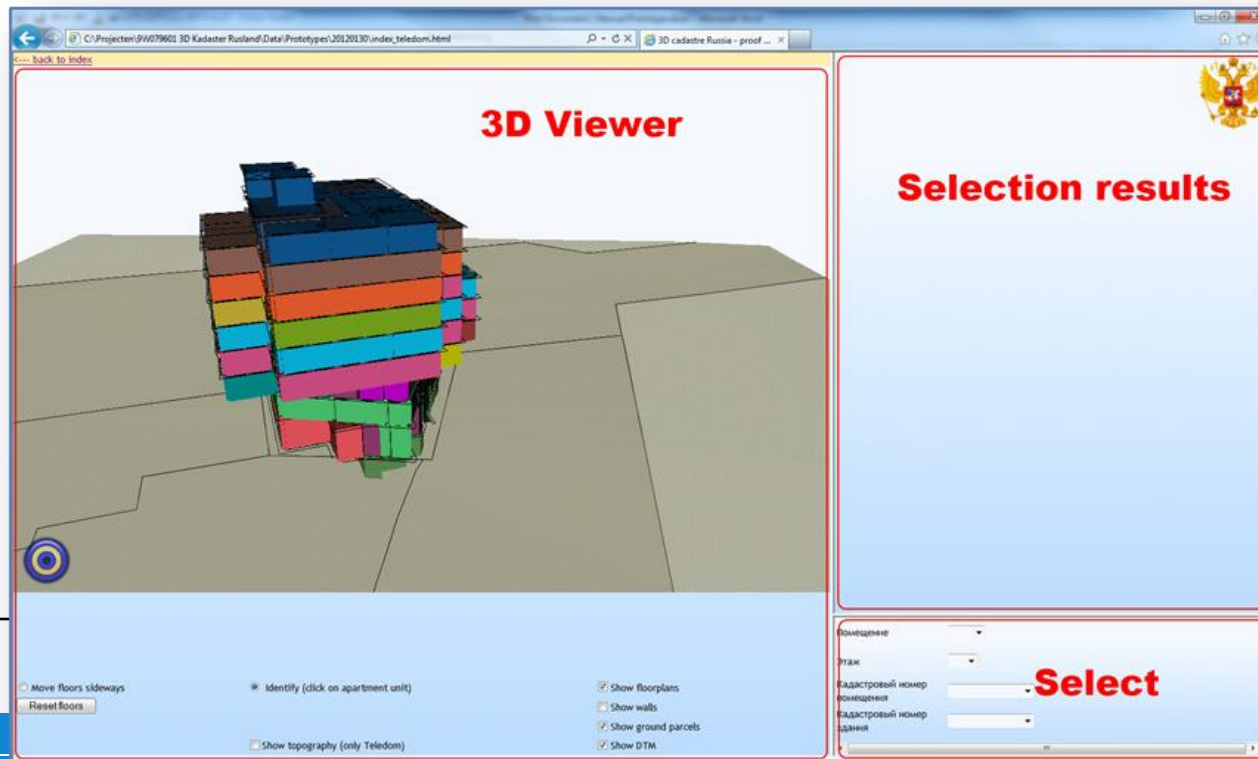 C:\Projecten\9W079601 3D Kadaster Rusland\Data\Prototypes\20120130\index_teledom.html
3D cadastre Russia - proof ...
<--- back to index
3D Viewer
Selection results
Помещение
Этаж
Кадастровый номер
помещения
Кадастровый номер
здания
Select
Move floors sideways
Identify (click on apartment unit)
Show floorplans
Reset floors
Show walls
Show ground parcels
Show topography (only Teledom)
Show DTM